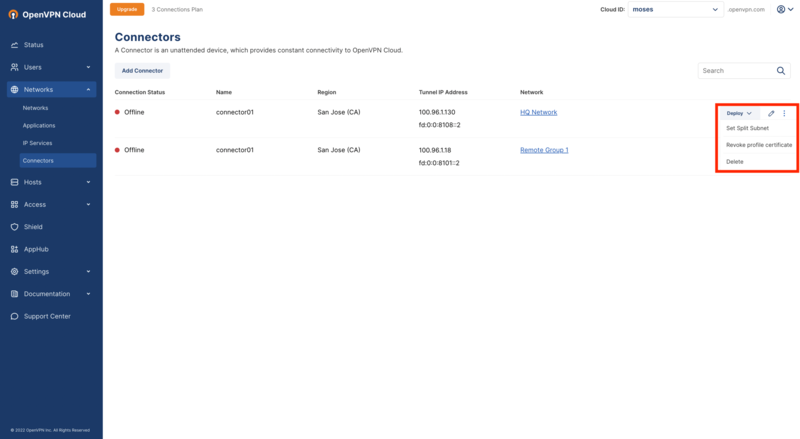 OpenVPN Cloud
Upgrade
3 Connections Plan
Cloud ID:
moses
openvpn.com
Status
Users
Networks
Networks
Applications
IP Services
Connectors
Hosts
Access
Shield
AppHub
Settings
Documentation
Support Center
© 2023 OpenVPN Inc. All Rights Reserved
Connectors
A Connector is an unattended device, which provides constant connectivity to OpenVPN Cloud.
Add Connector
Search
Connection Status Name Region Tunnel IP Address Network
Offline connector01 San Jose (CA) 100.96.1.130 HQ Network
fd:0:0:8108::2
Deploy
Set Split Subnet
Revoke profile certificate
Delete
Offline connector01 San Jose (CA) 100.96.1.18 Remote Group 1
fd:0:0:8101::2